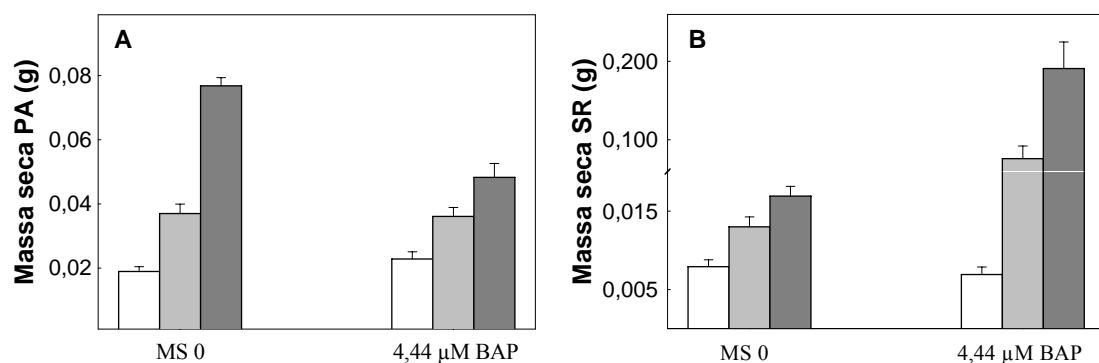 A
Massa seca PA (g)
0,08
0,06
0,04
0,02
MS 0
4,44 µM BAP
B
Massa seca SR (g)
0,200
0,100
0,015
0,005
MS 0
4,44 µM BAP